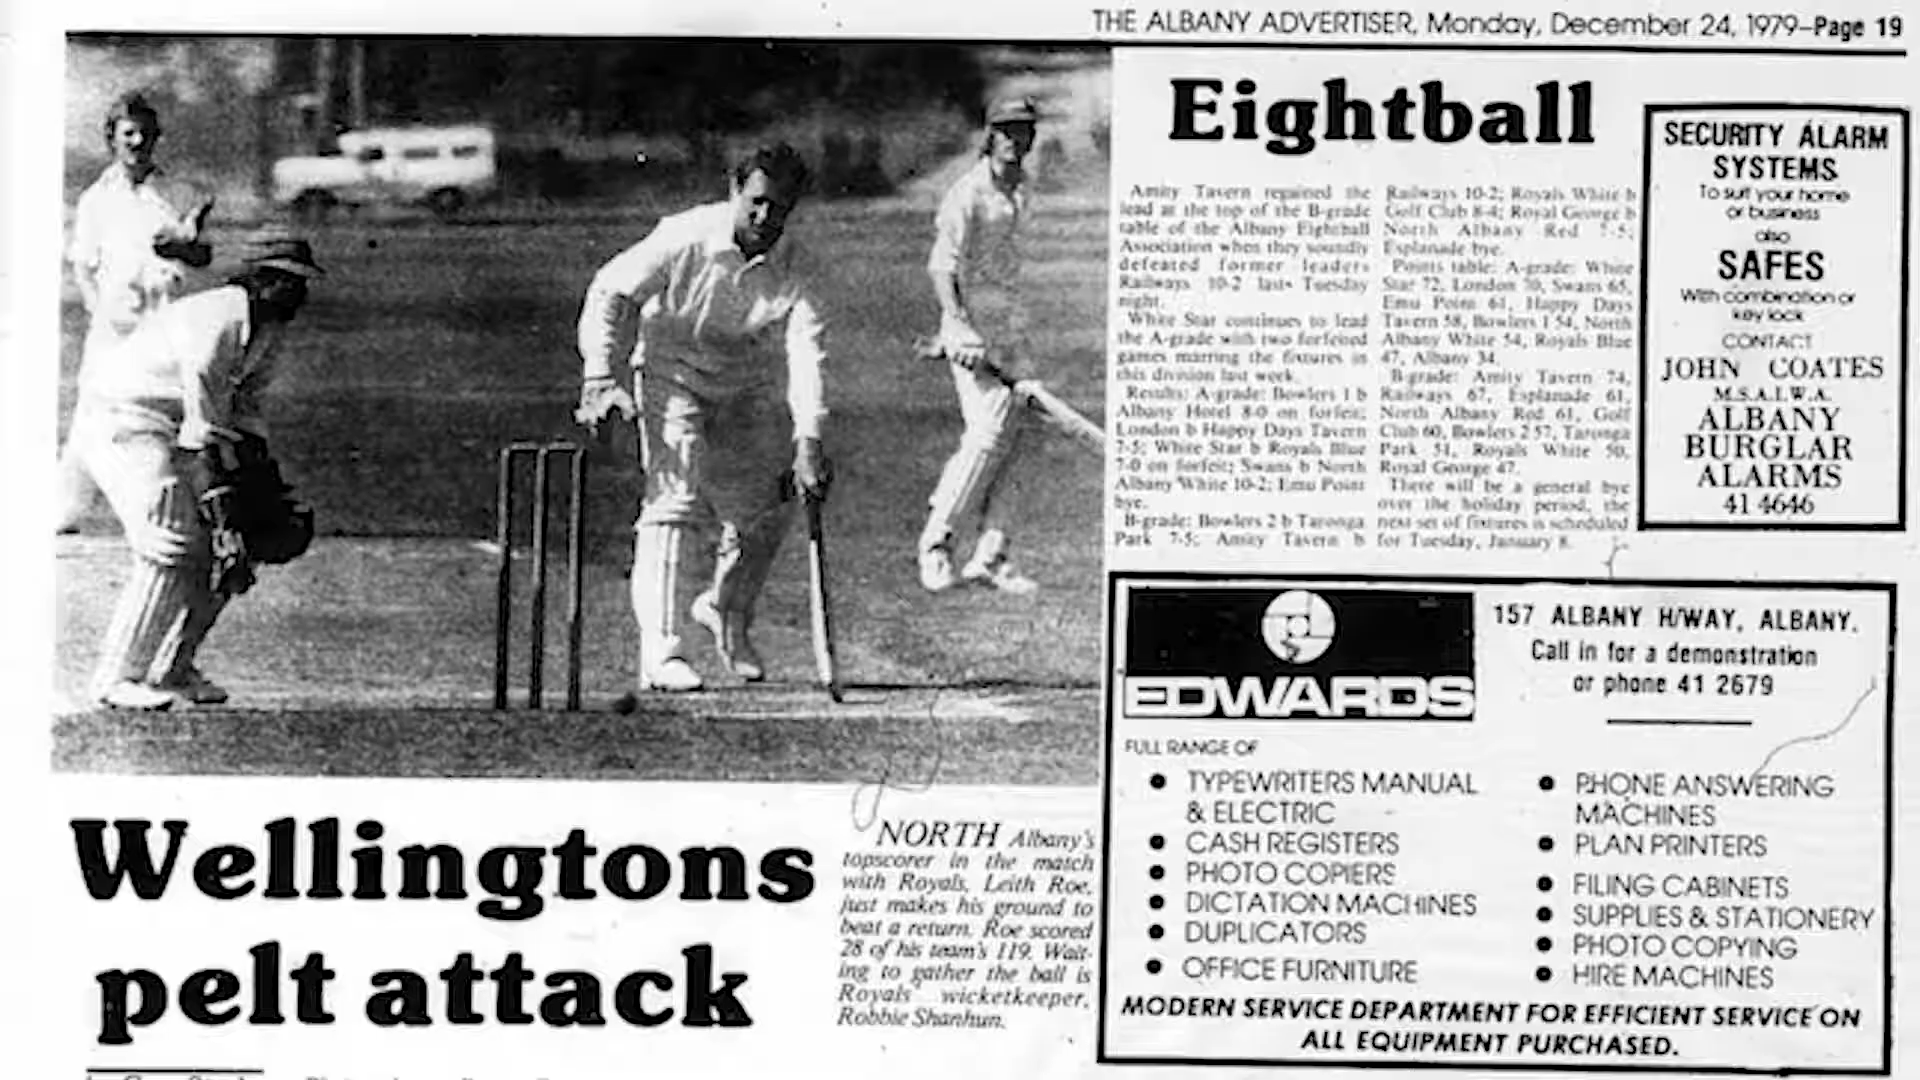 THE ALBANY ADVERTISER, Monday, December 24, 1979–Page 19
Eightball
Amity Tavern regained the
lead at the top of the B-grade
table of the Albany Eightball
Association when they soundly
defeated former leaders
Railways 10-2 last Tuesday
night.
White Star continues to lead
the A-grade with two forfeited
games marring the fixtures in
this division last week.
Results: A-grade: Bowlers 1 b
Albany Hotel 8-0 on forfeit;
London b Happy Days Tavern
7-5; White Star b Royals Blue
7-0 on forfeit; Swans b North
Albany White 10-2; Emu Point
bye.
B-grade: Bowlers 2 b Taronga
Park 7-5; Amity Tavern b
Railways 10-2; Royals White b
Golf Club 8-4; Royal George b
North Albany Red 7-5;
Esplanade bye.
Points table: A-grade: White
Star 72, London 70, Swans 65,
Emu Point 61, Happy Days
Tavern 58, Bowlers 1 54, North
Albany White 54, Royals Blue
47, Albany 34.
B-grade: Amity Tavern 74,
Railways 67, Esplanade 61,
North Albany Red 61, Golf
Club 60, Bowlers 2 57, Taronga
Park 51, Royals White 50,
Royal George 47.
There will be a general bye
over the holiday period, the
next set of fixtures is scheduled
for Tuesday, January 8.
SECURITY ALARM
SYSTEMS
To suit your home
or business
also
SAFES
With combination or
key lock
CONTACT
JOHN COATES
M.S.A.I.W.A.
ALBANY
BURGLAR
ALARMS
41 4646
EDWARDS
157 ALBANY H/WAY, ALBANY.
Call in for a demonstration
or phone 41 2679
FULL RANGE OF
• TYPEWRITERS MANUAL
& ELECTRIC
• CASH REGISTERS
• PHOTO COPIERS
• DICTATION MACHINES
• DUPLICATORS
• OFFICE FURNITURE
• PHONE ANSWERING
MACHINES
• PLAN PRINTERS
• FILING CABINETS
• SUPPLIES & STATIONERY
• PHOTO COPYING
• HIRE MACHINES
MODERN SERVICE DEPARTMENT FOR EFFICIENT SERVICE ON
ALL EQUIPMENT PURCHASED.
Wellingtons
pelt attack
NORTH Albany's
topscorer in the match
with Royals, Leith Roe,
just makes his ground to
beat a return. Roe scored
28 of his team's 119. Wait-
ing to gather the ball is
Royals wicketkeeper,
Robbie Shanhun.